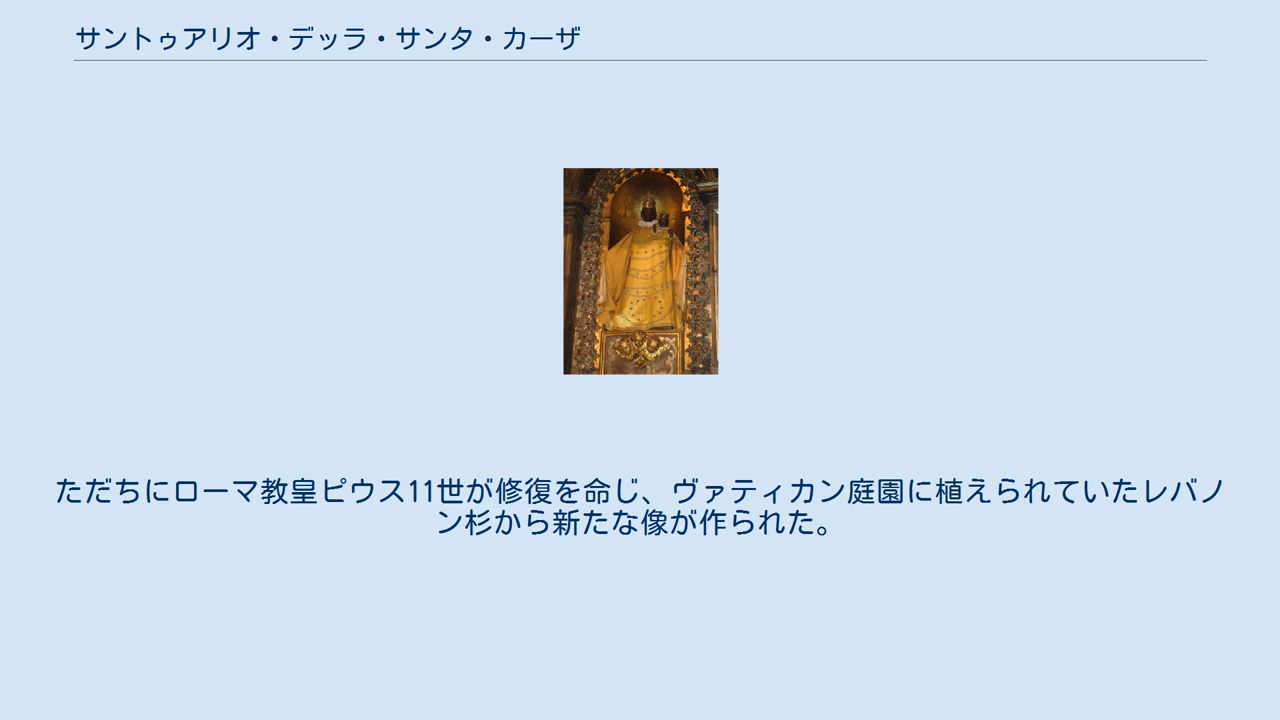 サントゥアリオ・デッラ・サンタ・カーザ
ただちにローマ教皇ピウス11世が修復を命じ、ヴァティカン庭園に植えられていたレバノ
ン杉から新たな像が作られた。